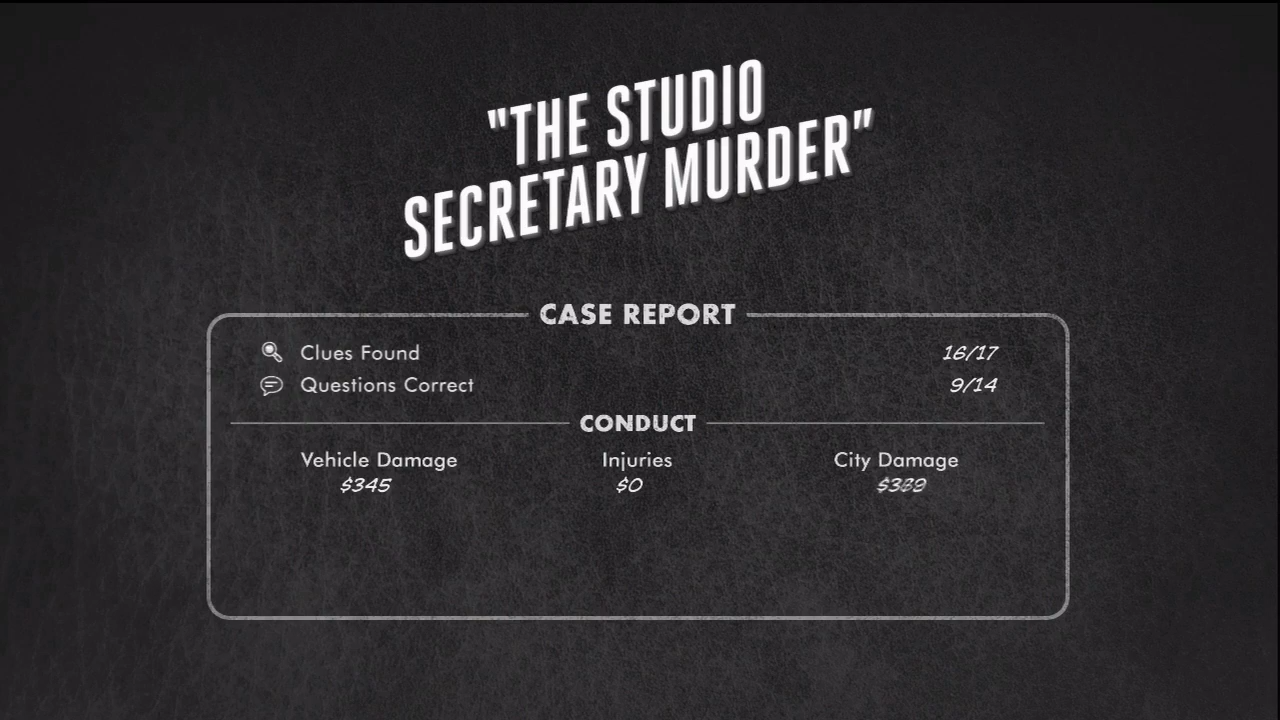 "THE STUDIO
SECRETARY MURDER"
CASE REPORT
Clues Found 16/17
Questions Correct 9/14
CONDUCT
Vehicle Damage Injuries City Damage
$345 $0